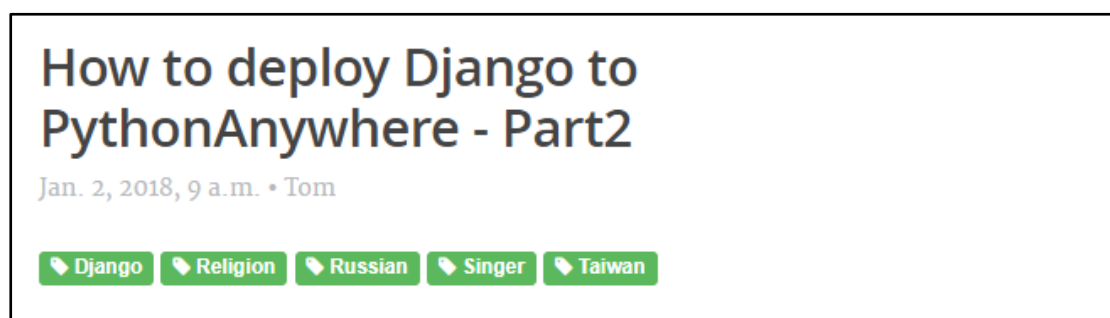 How to deploy Django to
PythonAnywhere - Part2
Jan. 2, 2018, 9 a.m. • Tom
Django Religion Russian Singer Taiwan